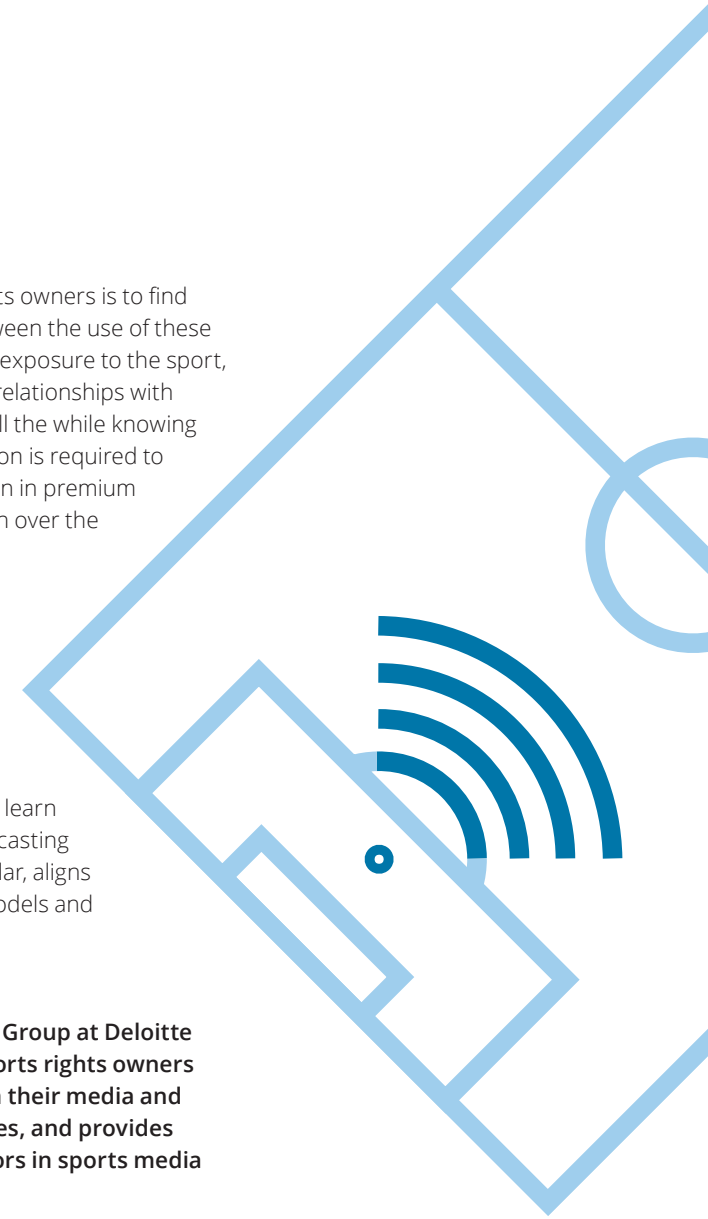 ts owners is to find
ween the use of these
exposure to the sport,
relationships with
ll the while knowing
on is required to
n in premium
n over the
learn
casting
lar, aligns
odels and
Group at Deloitte
orts rights owners
their media and
es, and provides
ors in sports media